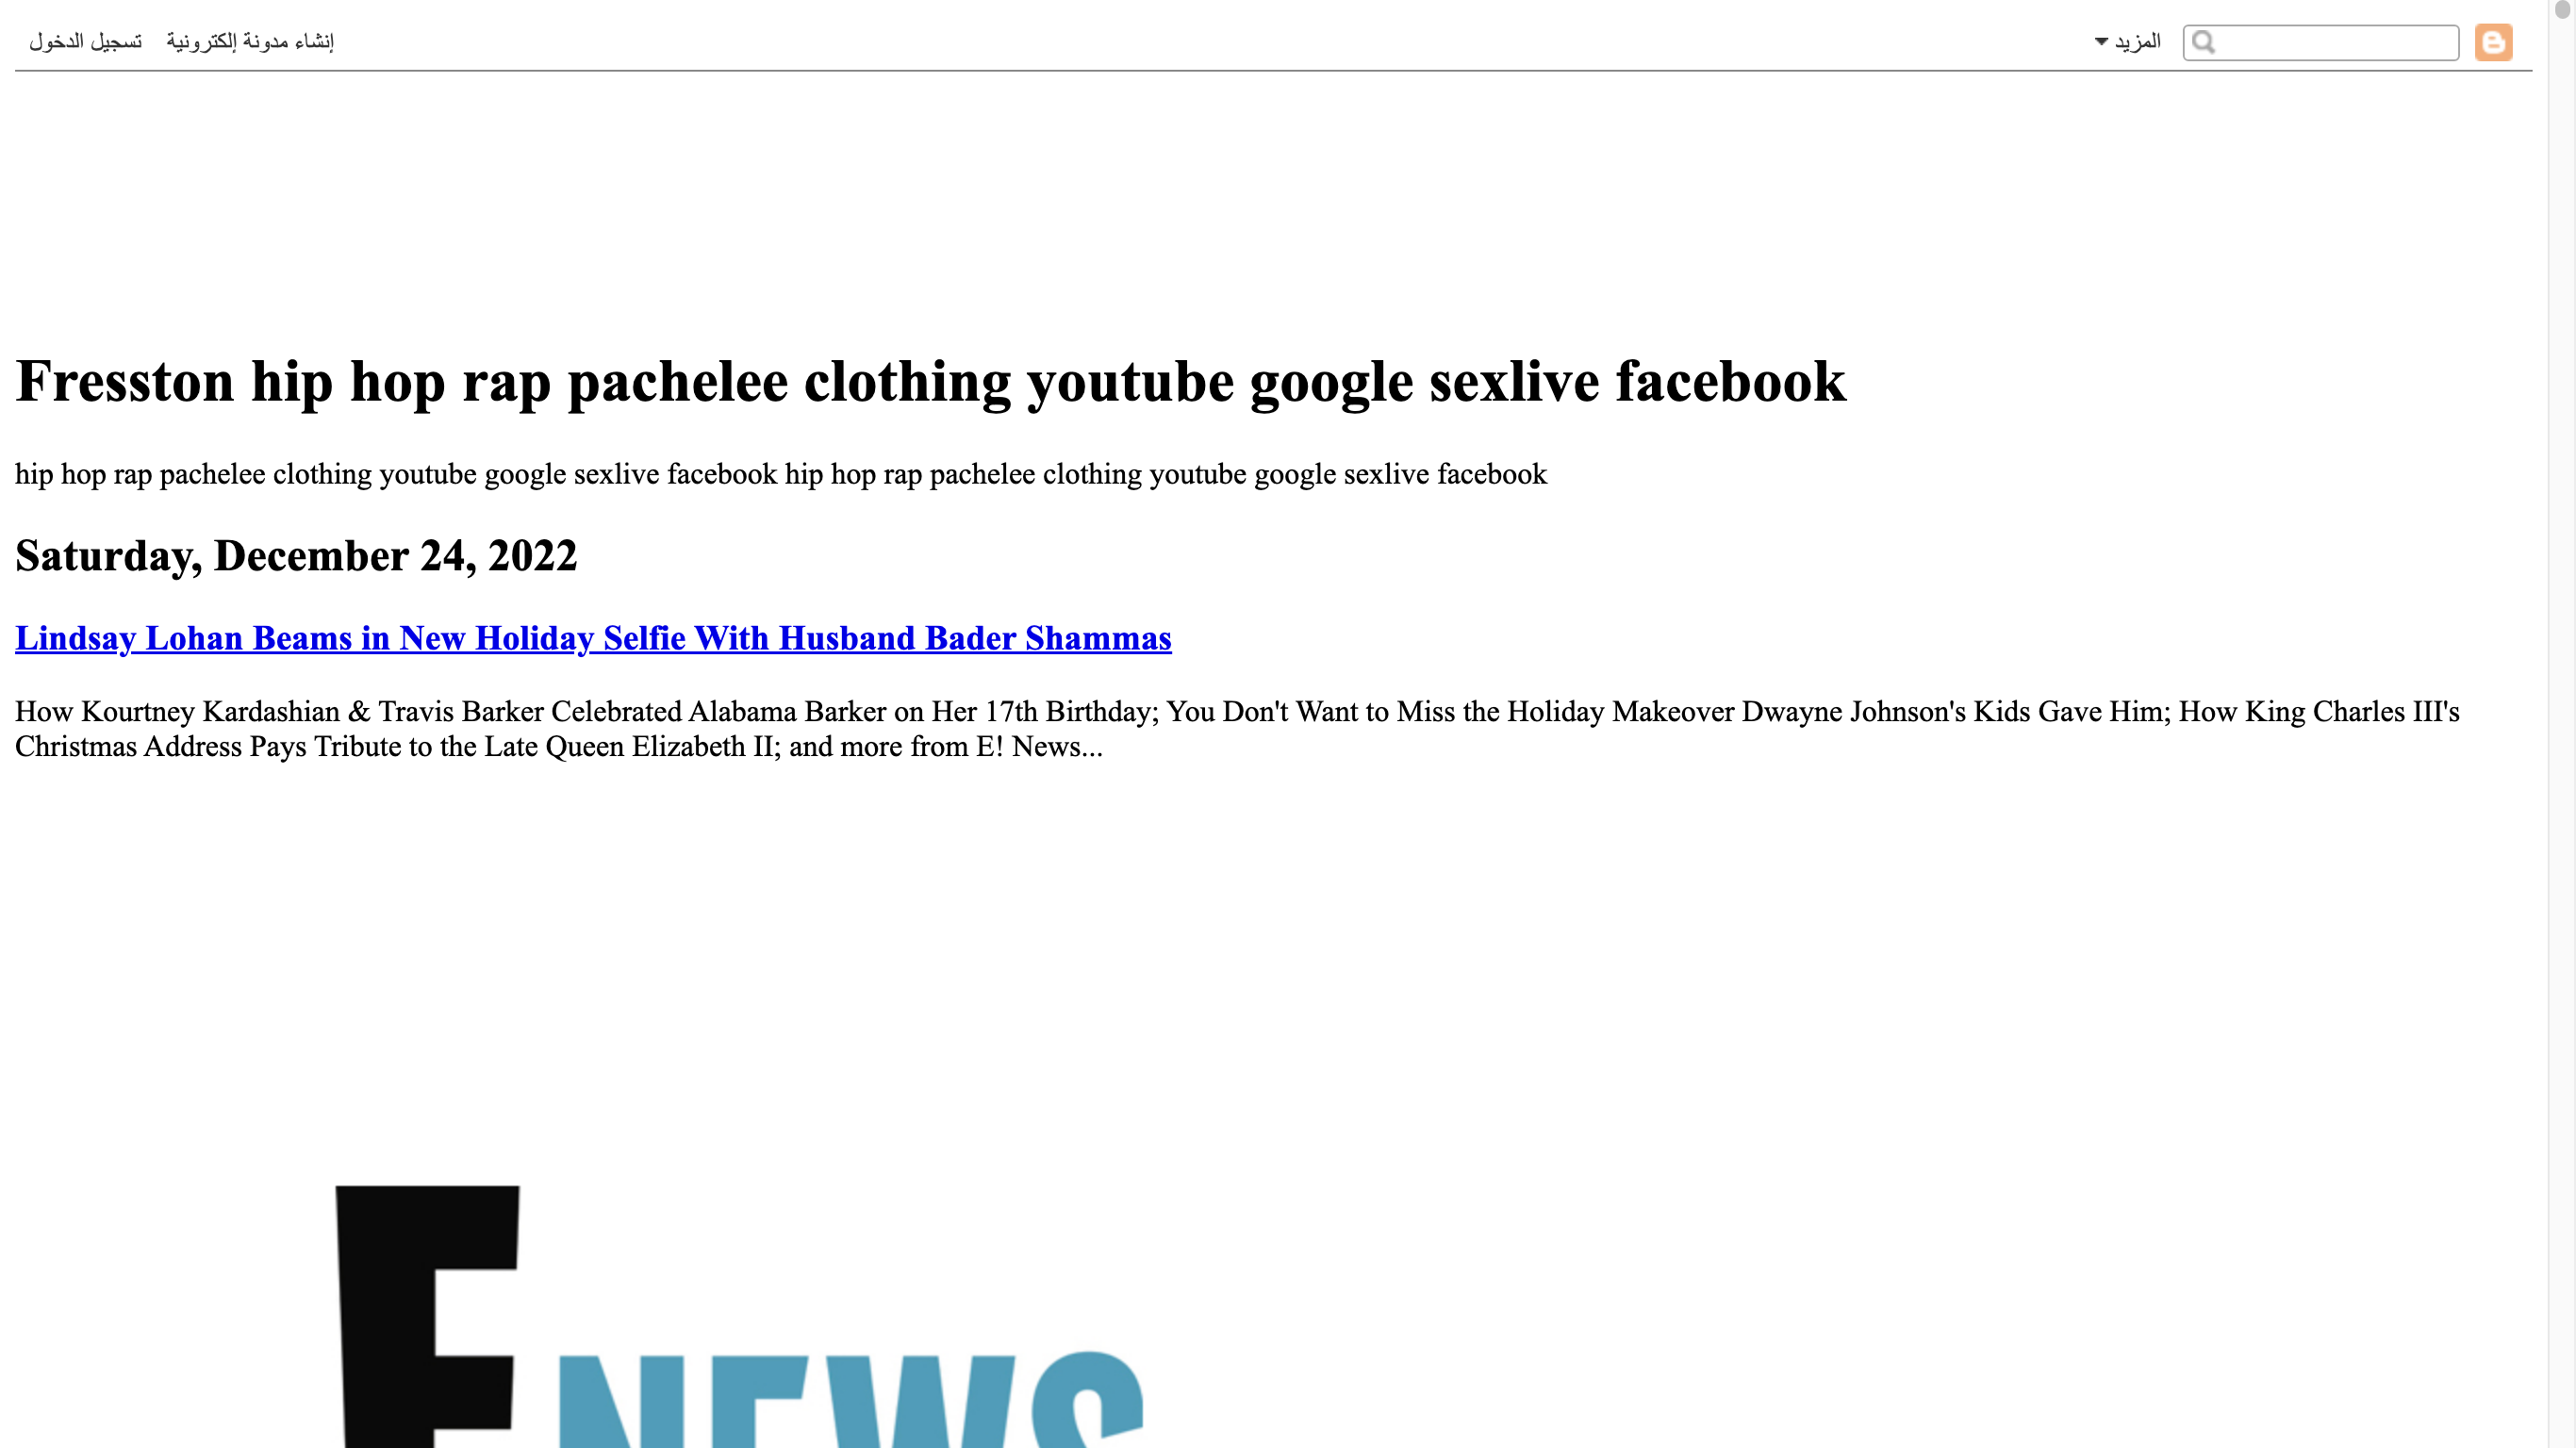 إنشاء مدونة إلكترونية تسجيل الدخول
المزيد
Fresston hip hop rap pachelee clothing youtube google sexlive facebook
hip hop rap pachelee clothing youtube google sexlive facebook hip hop rap pachelee clothing youtube google sexlive facebook
Saturday, December 24, 2022
Lindsay Lohan Beams in New Holiday Selfie With Husband Bader Shammas
How Kourtney Kardashian & Travis Barker Celebrated Alabama Barker on Her 17th Birthday; You Don't Want to Miss the Holiday Makeover Dwayne Johnson's Kids Gave Him; How King Charles III's
Christmas Address Pays Tribute to the Late Queen Elizabeth II; and more from E! News...
E NEWS